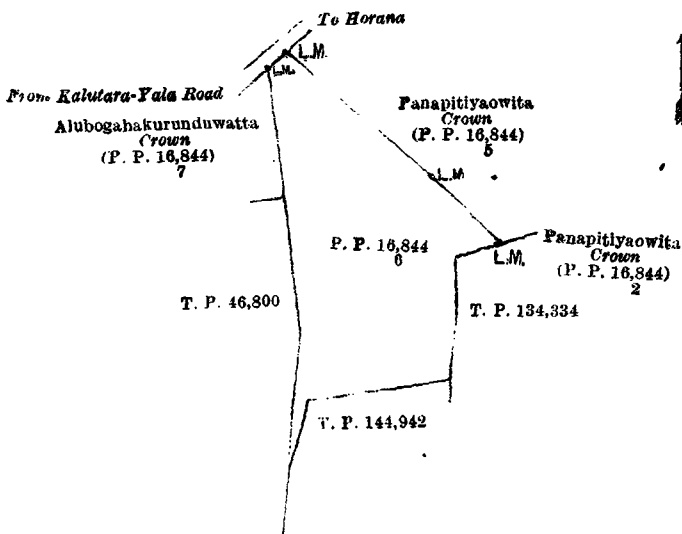 To Horana
L.M.
L.M.
From Kalutara-Yala Road
Alubogahakurunduwatta
Crown
(P. P. 16,844)
7
Panapitiyaowita
Crown
(P. P. 16,844)
5
L.M.
P. P. 16,844
6
Panapitiyaowita
Crown
(P. P. 16,844)
2
L.M.
T. P. 46,800
T. P. 134,334
T. P. 144,942